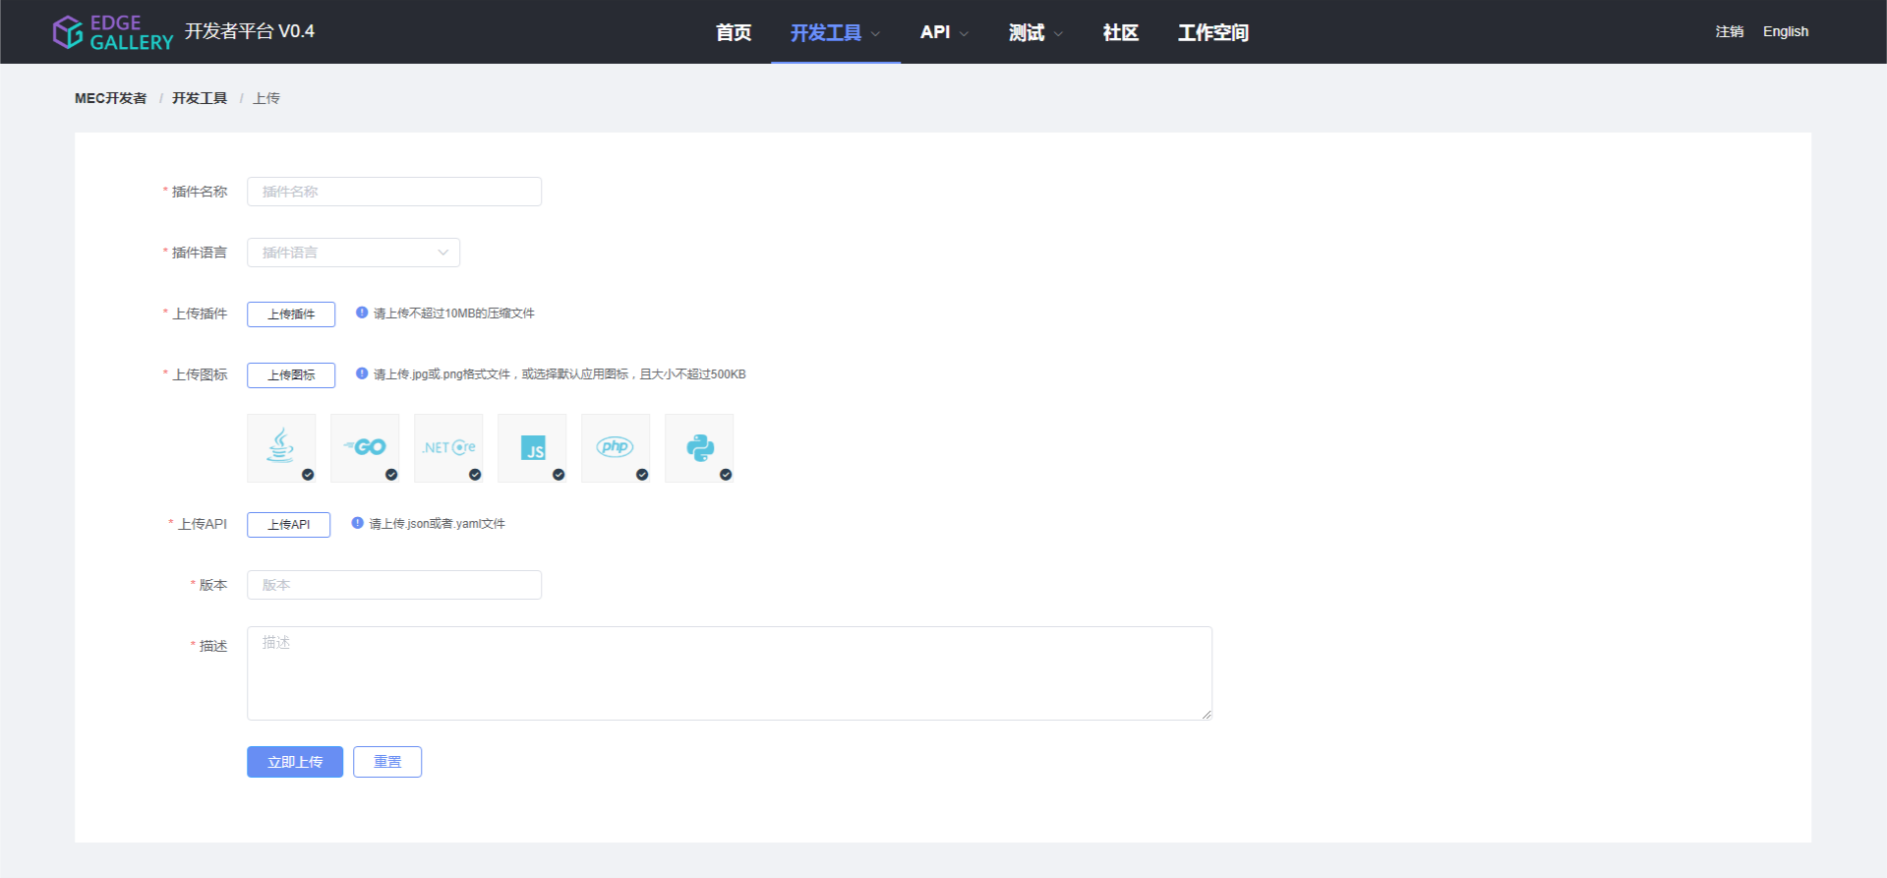 EDGE GALLERY 开发者平台 V0.4 首页 开发工具 API 测试 社区 工作空间 注销 English
MEC开发者 / 开发工具 / 上传
* 插件名称 插件名称
* 插件语言 插件语言
* 上传插件 上传插件 请上传不超过10MB的压缩文件
* 上传图标 上传图标 请上传.jpg或.png格式文件，或选择默认应用图标，且大小不超过500KB
GO .NET Core JS php
* 上传API 上传API 请上传.json或者.yaml文件
* 版本 版本
* 描述 描述
立即上传 重置